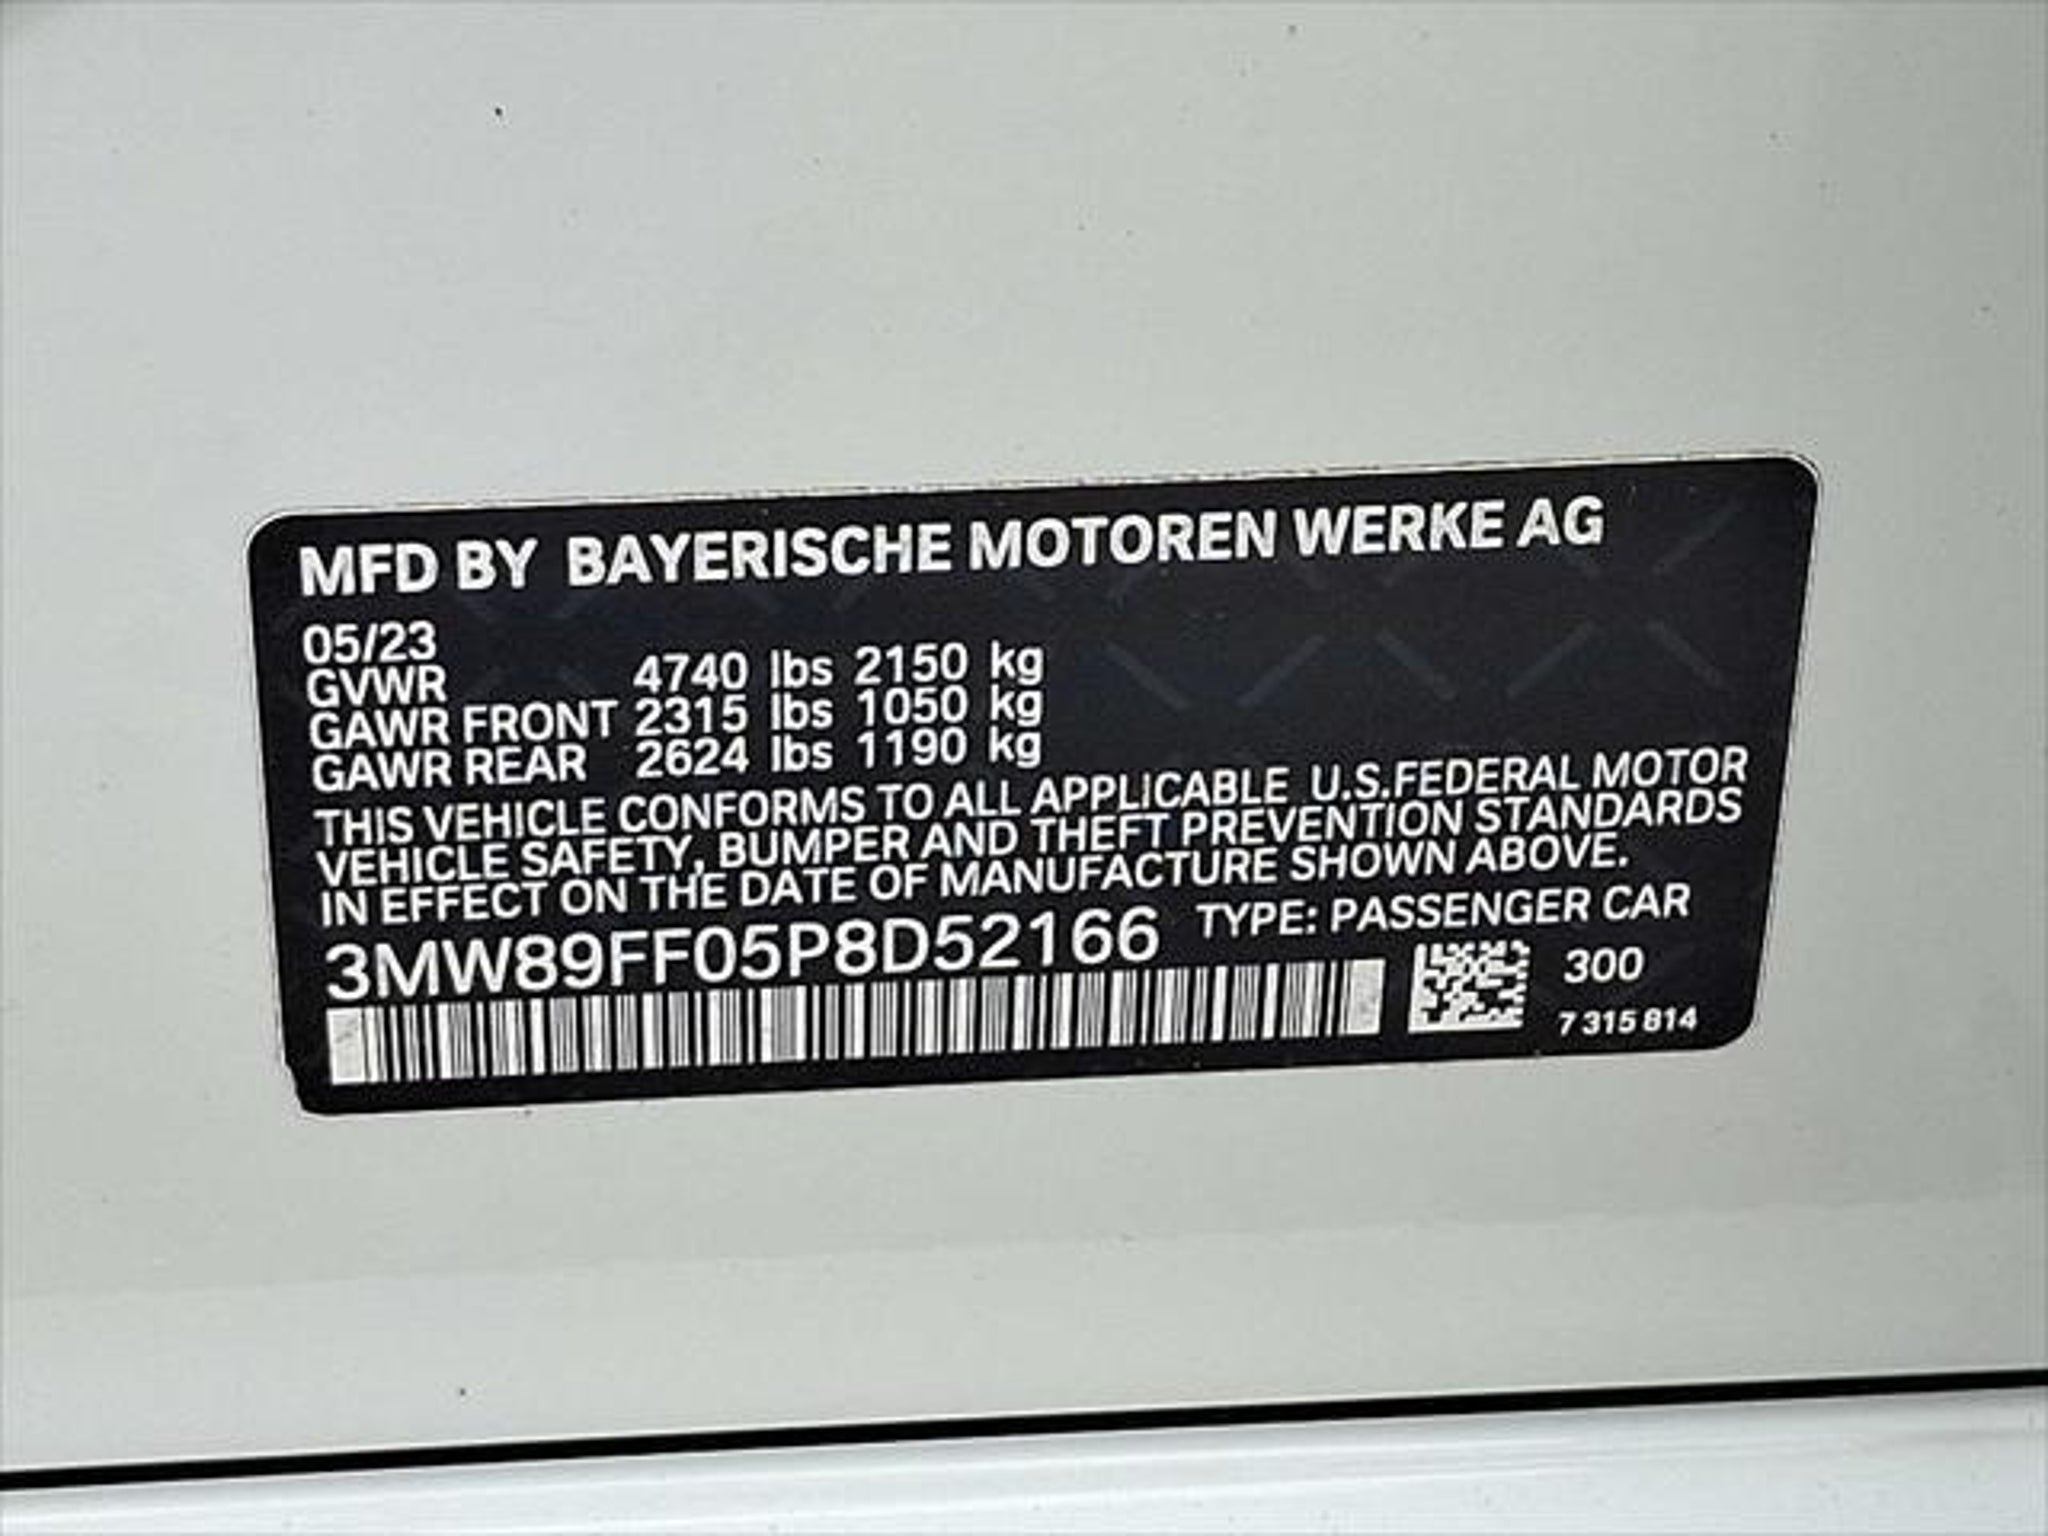 MFD BY BAYERISCHE MOTOREN WERKE AG
05/23
GVWR 4740 lbs 2150 kg
GAWR FRONT 2315 lbs 1050 kg
GAWR REAR 2624 lbs 1190 kg
THIS VEHICLE CONFORMS TO ALL APPLICABLE U.S.FEDERAL MOTOR
VEHICLE SAFETY, BUMPER AND THEFT PREVENTION STANDARDS
IN EFFECT ON THE DATE OF MANUFACTURE SHOWN ABOVE.
3MW89FF05P8D52166 TYPE: PASSENGER CAR
300
7 315 814